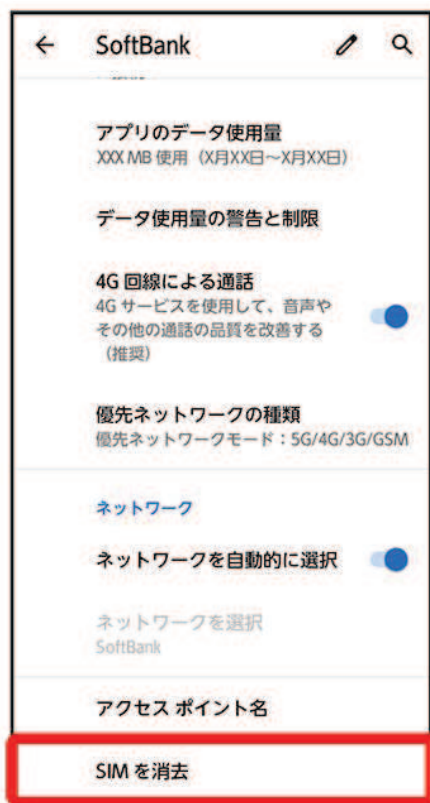 SoftBank
アプリのデータ使用量
XXX MB 使用（X月XX日～X月XX日）
データ使用量の警告と制限
4G 回線による通話
4G サービスを使用して、音声や
その他の通話の品質を改善する
（推奨）
優先ネットワークの種類
優先ネットワークモード：5G/4G/3G/GSM
ネットワーク
ネットワークを自動的に選択
ネットワークを選択
SoftBank
アクセス ポイント名
SIM を消去